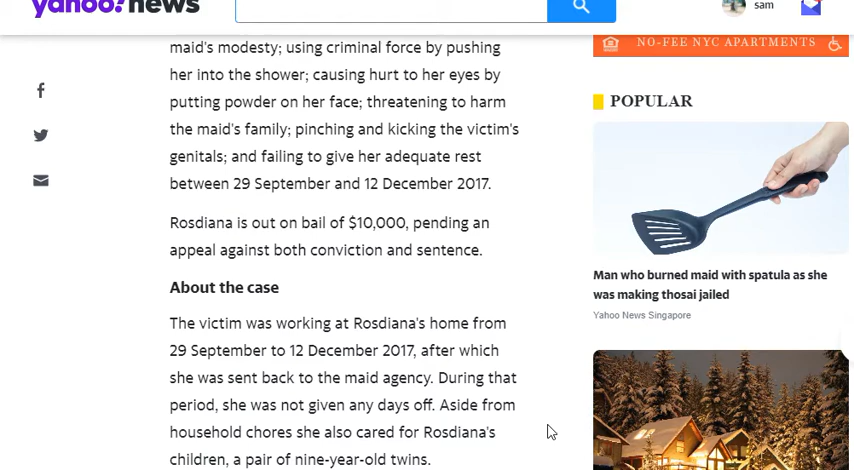 yahoo!news
sam
maid's modesty; using criminal force by pushing
her into the shower; causing hurt to her eyes by
putting powder on her face; threatening to harm
the maid's family; pinching and kicking the victim's
genitals; and failing to give her adequate rest
between 29 September and 12 December 2017.
Rosdiana is out on bail of $10,000, pending an
appeal against both conviction and sentence.
About the case
The victim was working at Rosdiana's home from
29 September to 12 December 2017, after which
she was sent back to the maid agency. During that
period, she was not given any days off. Aside from
household chores she also cared for Rosdiana's
children, a pair of nine-year-old twins.
NO-FEE NYC APARTMENTS
POPULAR
Man who burned maid with spatula as she
was making thosai jailed
Yahoo News Singapore